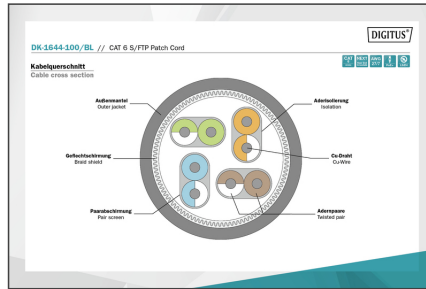 DIGITUS®
DK-1644-100/BL // CAT 6 S/FTP Patch Cord
Kabelquerschnitt
Cable cross section
Außenmantel
Outer jacket
Aderisolierung
Isolation
Geflechtschirmung
Braid shield
Cu-Draht
Cu-Wire
Paarabschirmung
Pair screen
Adernpaare
Twisted pair